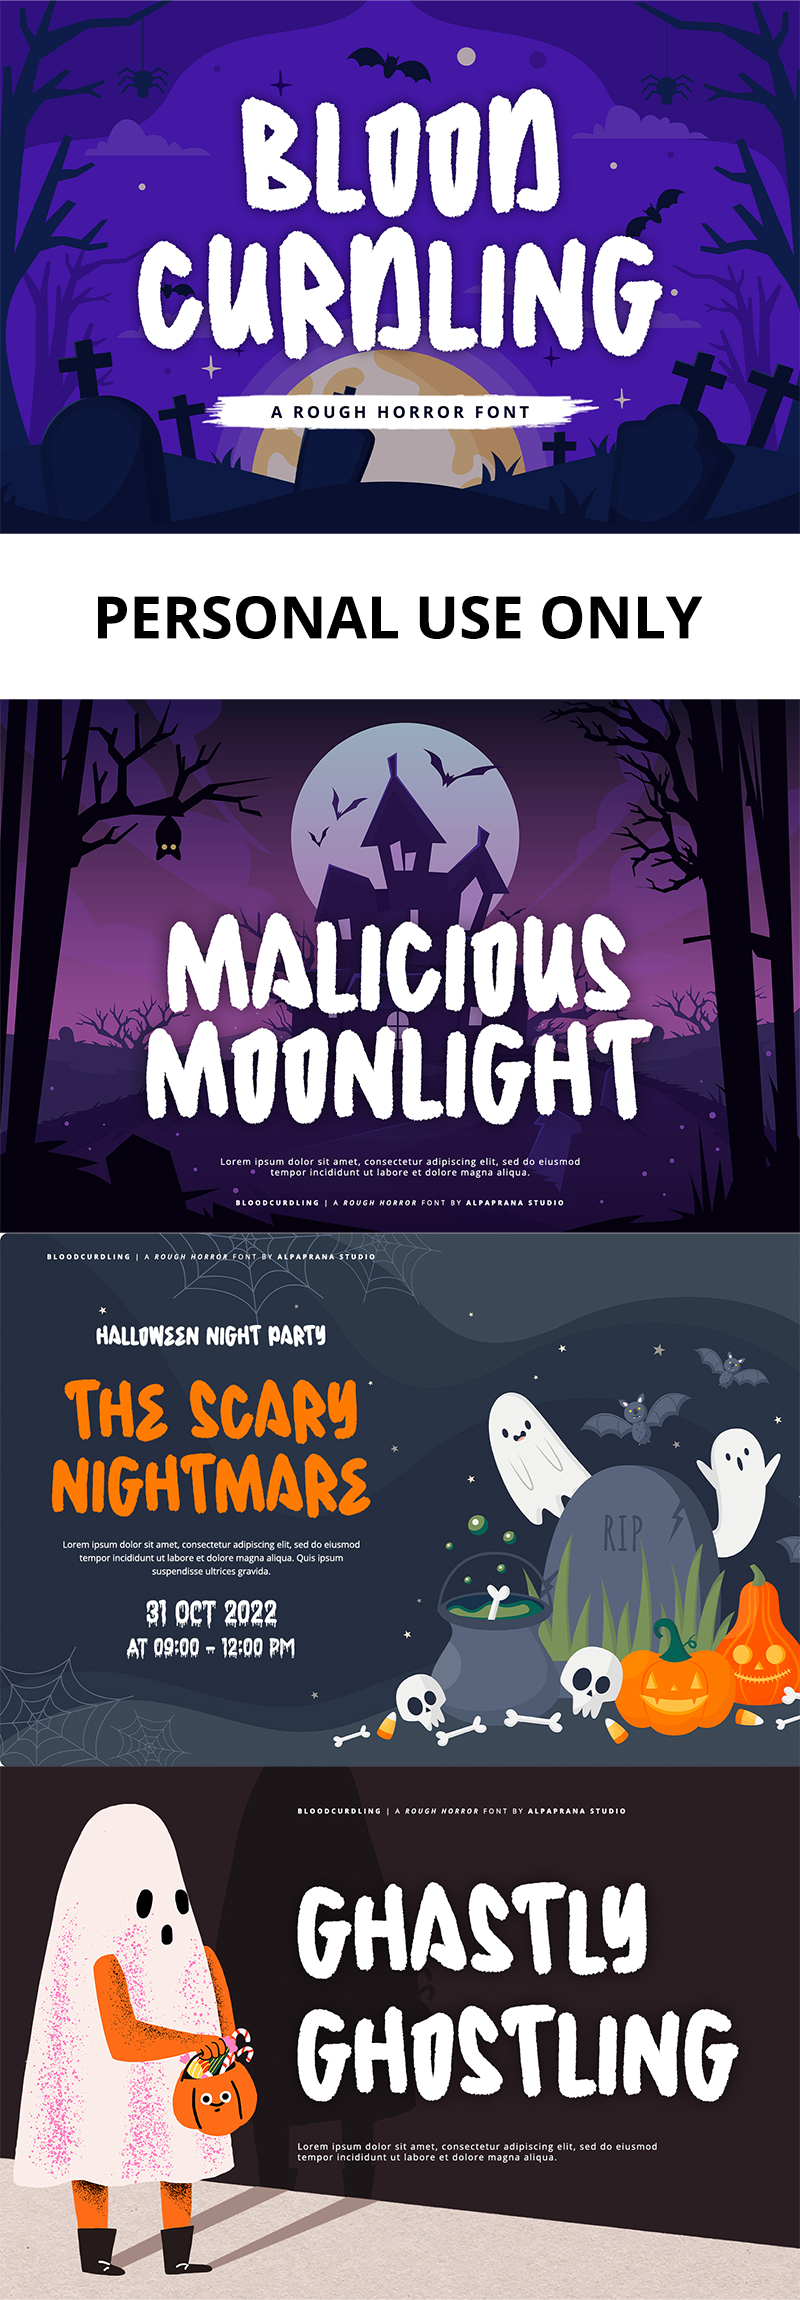 BLOOD
CURDLING
A ROUGH HORROR FONT
PERSONAL USE ONLY
MALICIOUS
MOONLIGHT
Lorem ipsum dolor sit amet, consectetur adipiscing elit, sed do eiusmod
tempor incididunt ut labore et dolore magna aliqua.
BLOODCURDLING | A ROUGH HORROR FONT BY ALPAPRANA STUDIO
BLOODCURDLING | A ROUGH HORROR FONT BY ALPAPRANA STUDIO
HALLOWEEN NIGHT PARTY
THE SCARY
NIGHTMARE
Lorem ipsum dolor sit amet, consectetur adipiscing elit, sed do eiusmod
tempor incididunt ut labore et dolore magna aliqua. Quis ipsum
suspendisse ultrices gravida.
31 OCT 2022
AT 09:00 - 12:00 PM
RIP
BLOODCURDLING | A ROUGH HORROR FONT BY ALPAPRANA STUDIO
GHASTLY
GHOSTLING
Lorem ipsum dolor sit amet, consectetur adipiscing elit, sed do eiusmod
tempor incididunt ut labore et dolore magna aliqua.